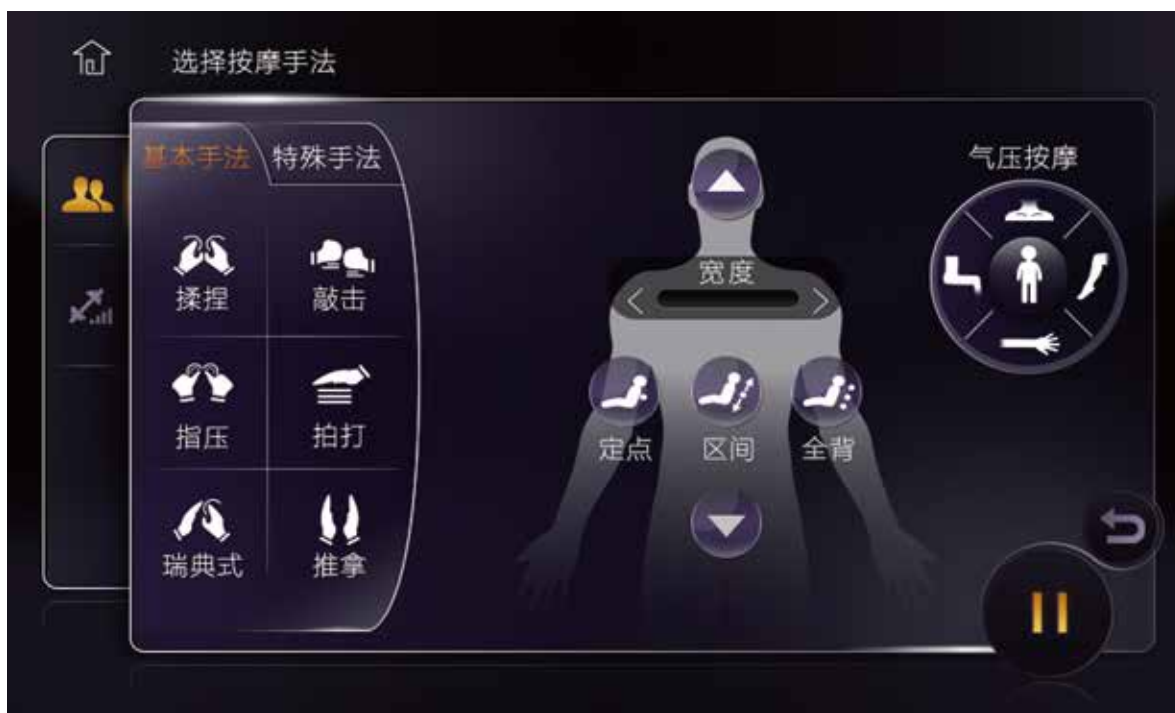 选择按摩手法
基本手法
特殊手法
气压按摩
揉捏
敲击
宽度
指压
拍打
定点
区间
全背
瑞典式
推拿